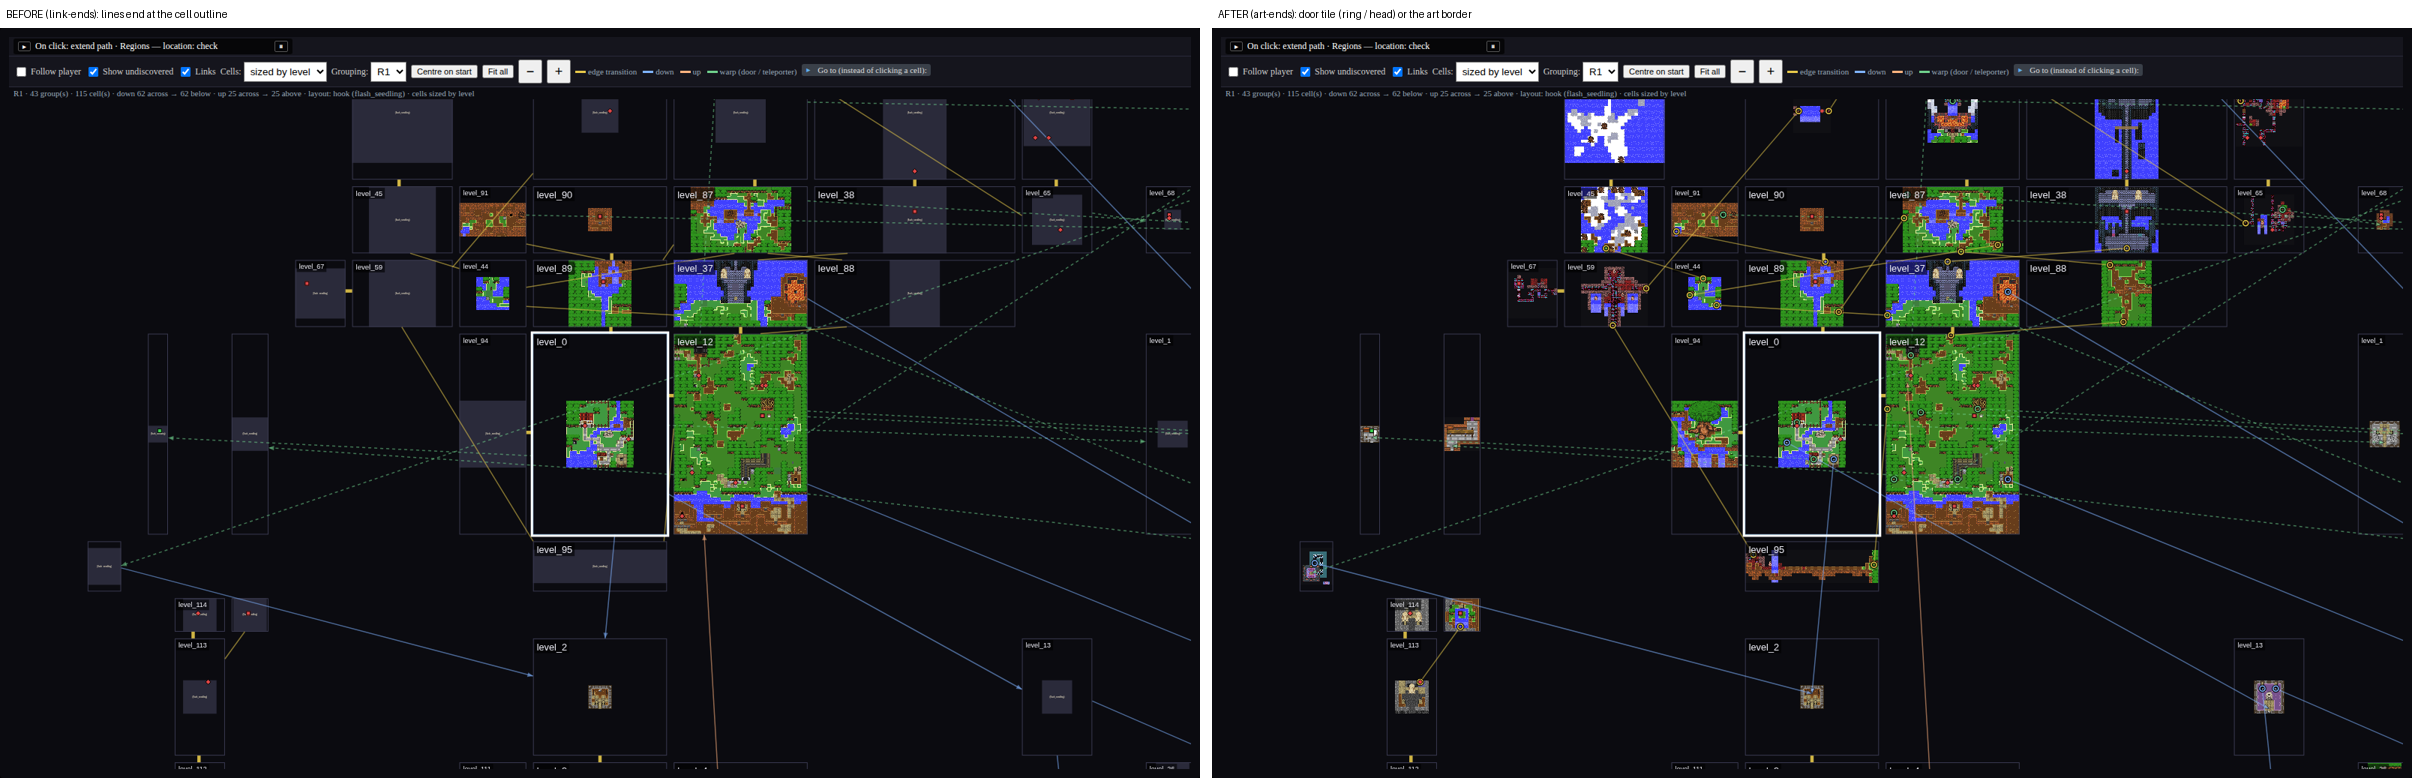 BEFORE (link-ends): lines end at the cell outline
On click: extend path · Regions — location: check
Follow player Show undiscovered Links Cells: sized by level Grouping: R1 Centre on start Fit all − + edge transition down up warp (door / teleporter) Go to (instead of clicking a cell):
R1 · 43 group(s) · 115 cell(s) · down 62 across → 62 below · up 25 across → 25 above · layout: hook (flash_seedling) · cells sized by level
level_45 level_91 level_90 level_87 level_38 level_65 level_68
level_67 level_59 level_44 level_89 level_37 level_88
level_94 level_0 level_12 level_1
level_95
level_114
level_113 level_2 level_13
AFTER (art-ends): door tile (ring / head) or the art border
On click: extend path · Regions — location: check
Follow player Show undiscovered Links Cells: sized by level Grouping: R1 Centre on start Fit all − + edge transition down up warp (door / teleporter) Go to (instead of clicking a cell):
R1 · 43 group(s) · 115 cell(s) · down 62 across → 62 below · up 25 across → 25 above · layout: hook (flash_seedling) · cells sized by level
level_45 level_91 level_90 level_87 level_38 level_65 level_68
level_67 level_59 level_44 level_89 level_37 level_88
level_94 level_0 level_12 level_1
level_95
level_114
level_113 level_2 level_13